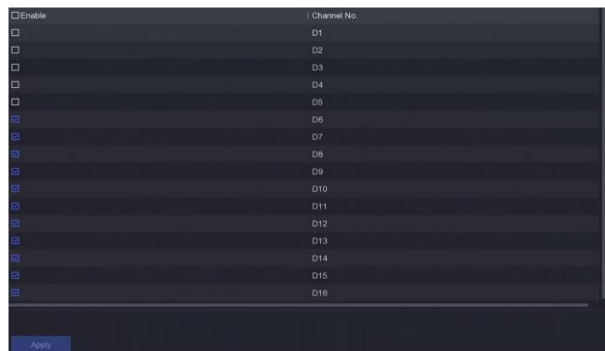 Enable Channel No.
D1
D2
D3
D4
D5
D6
D7
D8
D9
D10
D11
D12
D13
D14
D15
D16
Apply